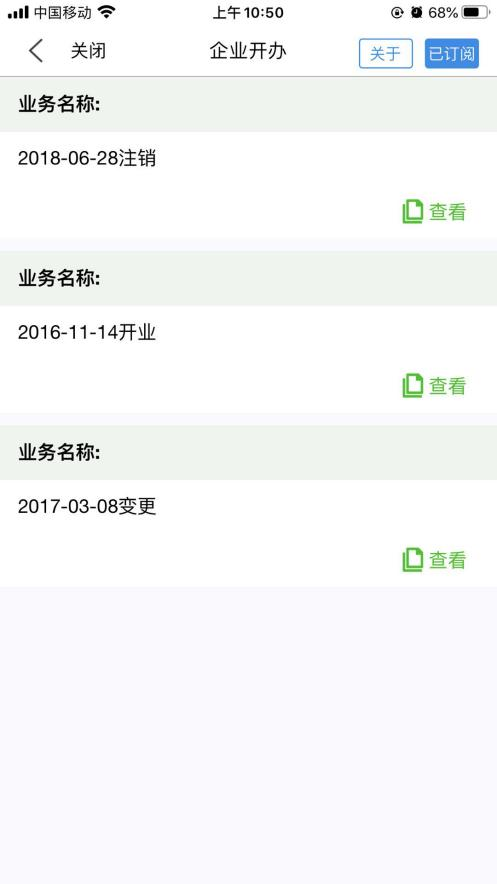 中国移动 上午10:50 68%
关闭 企业开办 关于 已订阅
业务名称:
2018-06-28注销
查看
业务名称:
2016-11-14开业
查看
业务名称:
2017-03-08变更
查看